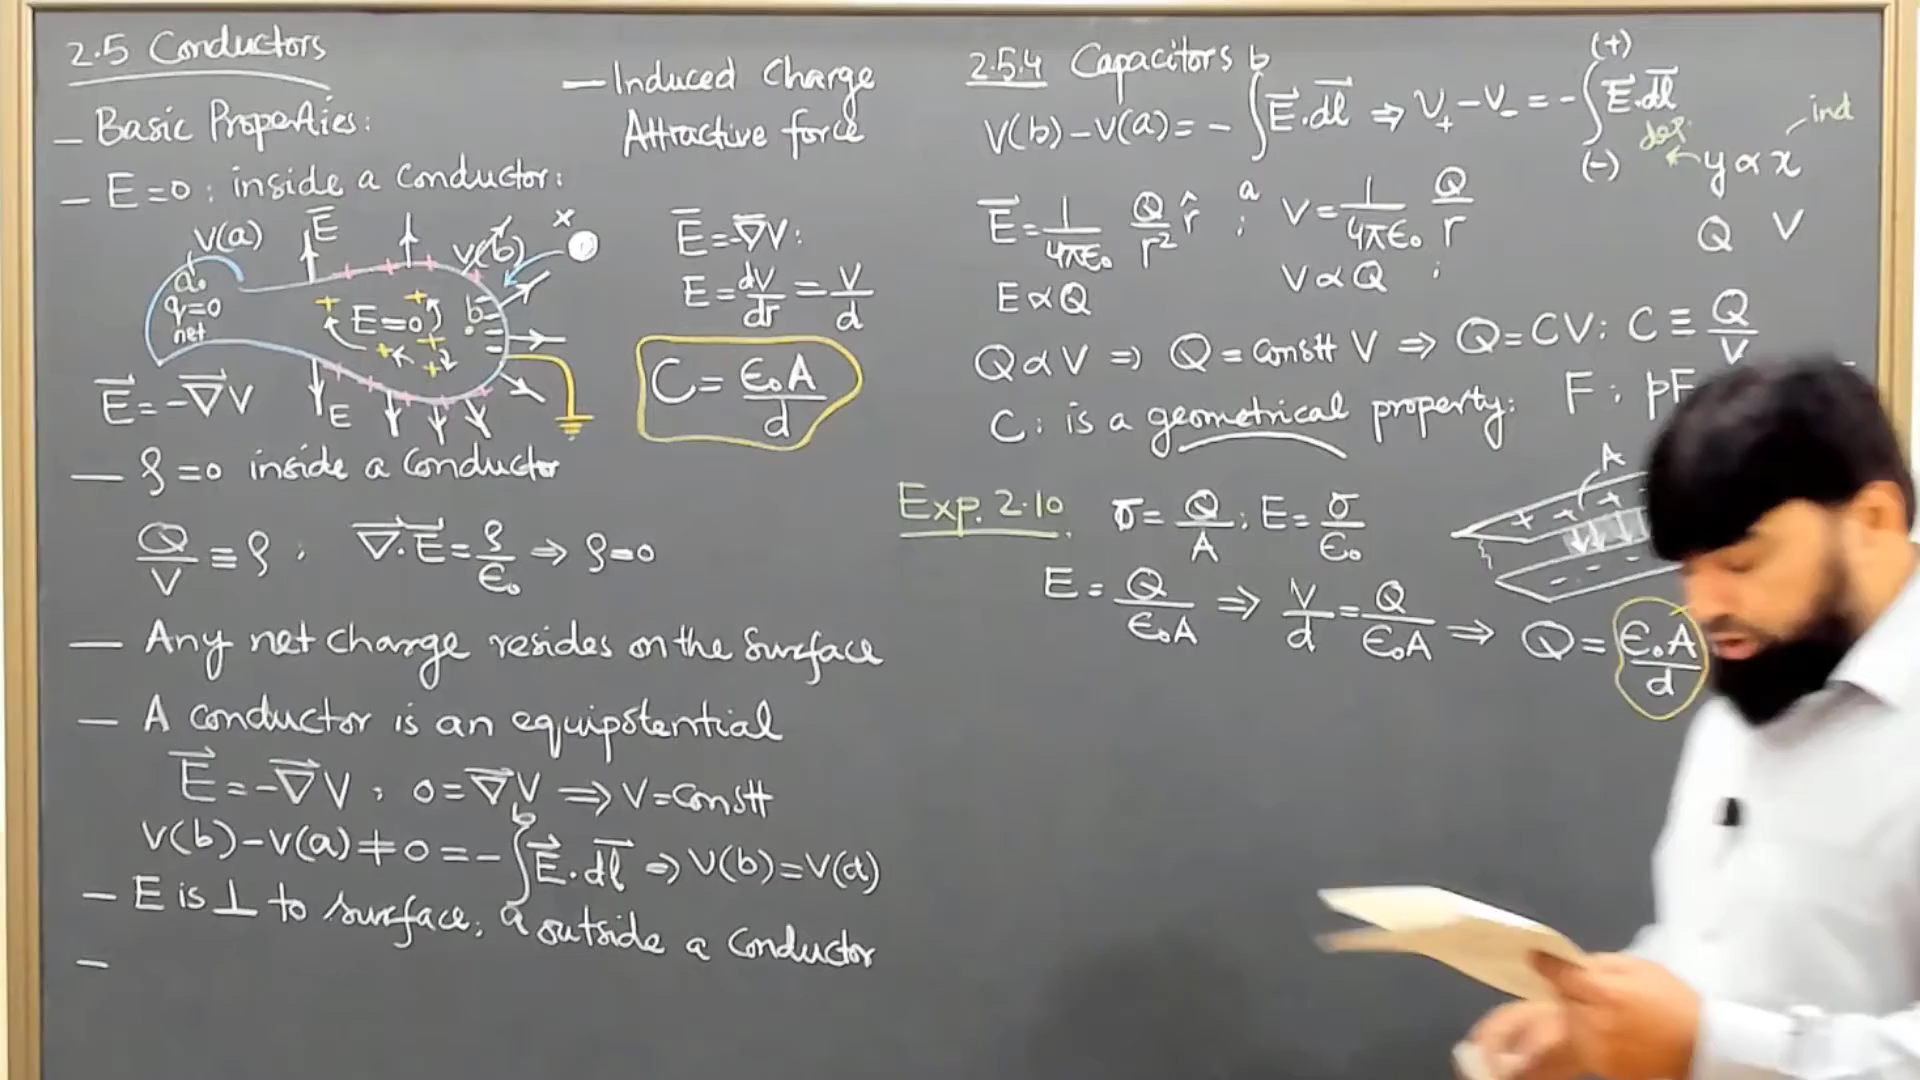 2.5 Conductors
— Basic Properties:
— E = 0 : inside a conductor:
V(a)
E⃗
V(b)
x
a.
q=0
net
E=0
b
E⃗ = -∇⃗V
E
— ρ = 0 inside a conductor
Q/V ≡ ρ , ∇⃗.E⃗ = ρ/ε₀ ⇒ ρ=0
— Any net charge resides on the surface
— A conductor is an equipotential
E⃗ = -∇⃗V , 0 = ∇⃗V ⇒ V = Constt
V(b) - V(a) ≠ 0 = - ∫ₐᵇ E⃗.dl⃗ ⇒ V(b) = V(a)
— E is ⊥ to surface; outside a conductor
—
— Induced Charge
Attractive force
E⃗ = -∇⃗V :
E = dV/dr = V/d
C = ε₀A/d
2.5.4 Capacitors
V(b) - V(a) = - ∫ₐᵇ E⃗.dl⃗ ⇒ V₊ - V₋ = - ∫₍₋₎⁽⁺⁾ E⃗.dl⃗
ind
dep.
y ∝ x
Q V
E⃗ = 1/4πε₀ Q/r² r̂ ; V = 1/4πε₀ Q/r
E ∝ Q
V ∝ Q ;
Q ∝ V ⇒ Q = Constt V ⇒ Q = CV : C ≡ Q/V
C : is a geometrical property: F ; pF
A
Exp. 2.10. σ = Q/A ; E = σ/ε₀
E = Q/ε₀A ⇒ V/d = Q/ε₀A ⇒ Q = ε₀A/d